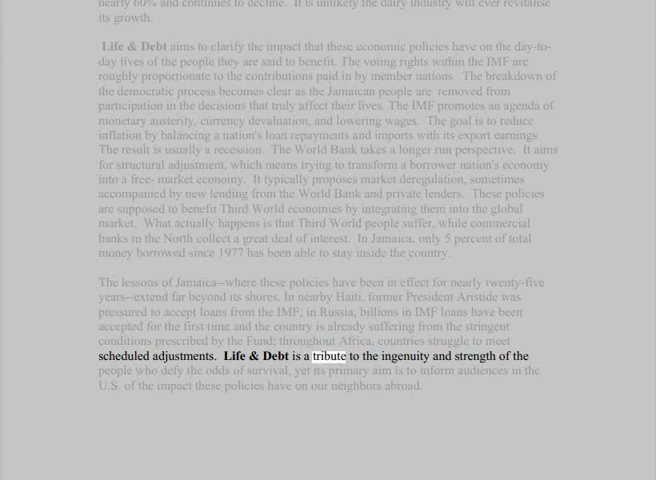 nearly 60% and continues to decline. It is unlikely the dairy industry will ever revitalise
its growth.
Life & Debt aims to clarify the impact that these economic policies have on the day-to-
day lives of the people they are said to benefit. The voting rights within the IMF are
roughly proportionate to the contributions paid in by member nations. The breakdown of
the democratic process becomes clear as the Jamaican people are removed from
participation in the decisions that truly affect their lives. The IMF promotes an agenda of
monetary austerity, currency devaluation, and lowering wages. The goal is to reduce
inflation by balancing a nation's loan repayments and imports with its export earnings.
The result is usually a recession. The World Bank takes a longer run perspective. It aims
for structural adjustment, which means trying to transform a borrower nation's economy
into a free- market economy. It typically proposes market deregulation, sometimes
accompanied by new lending from the World Bank and private lenders. These policies
are supposed to benefit Third World economies by integrating them into the global
market. What actually happens is that Third World people suffer, while commercial
banks in the North collect a great deal of interest. In Jamaica, only 5 percent of total
money borrowed since 1977 has been able to stay inside the country.
The lessons of Jamaica--where these policies have been in effect for nearly twenty-five
years--extend far beyond its shores. In nearby Haiti, former President Aristide was
pressured to accept loans from the IMF; in Russia, billions in IMF loans have been
accepted for the first time and the country is already suffering from the stringent
conditions prescribed by the Fund; throughout Africa, countries struggle to meet
scheduled adjustments. Life & Debt is a tribute to the ingenuity and strength of the
people who defy the odds of survival, yet its primary aim is to inform audiences in the
U.S. of the impact these policies have on our neighbors abroad.